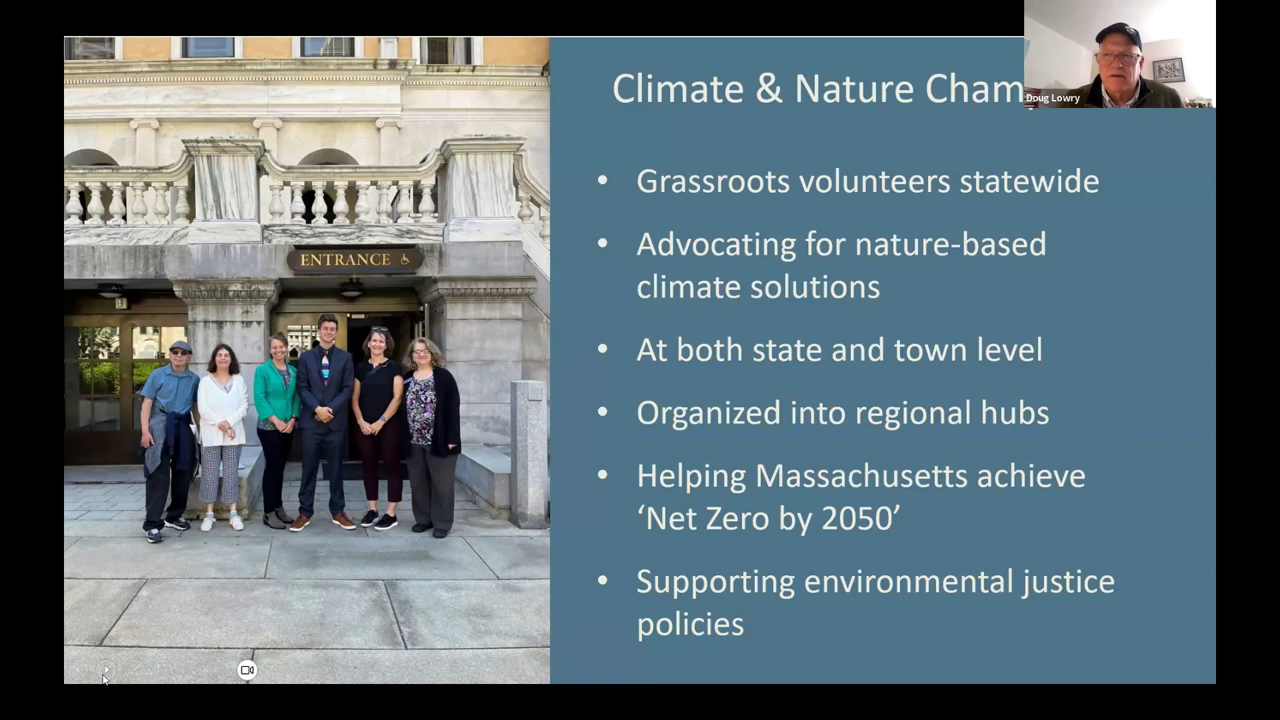 Climate & Nature Cham
Doug Lowry
Grassroots volunteers statewide
Advocating for nature-based
climate solutions
At both state and town level
Organized into regional hubs
Helping Massachusetts achieve
‘Net Zero by 2050’
Supporting environmental justice
policies
ENTRANCE